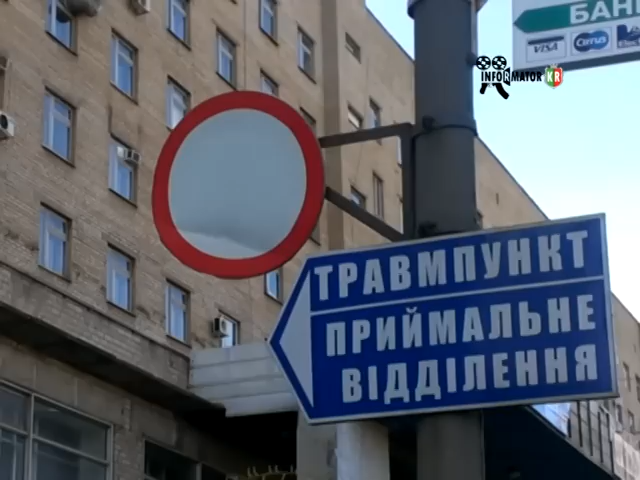 БАН
VISA
Cirrus
INFORMATOR KR
ТРАВМПУНКТ
ПРИЙМАЛЬНЕ
ВІДДІЛЕННЯ